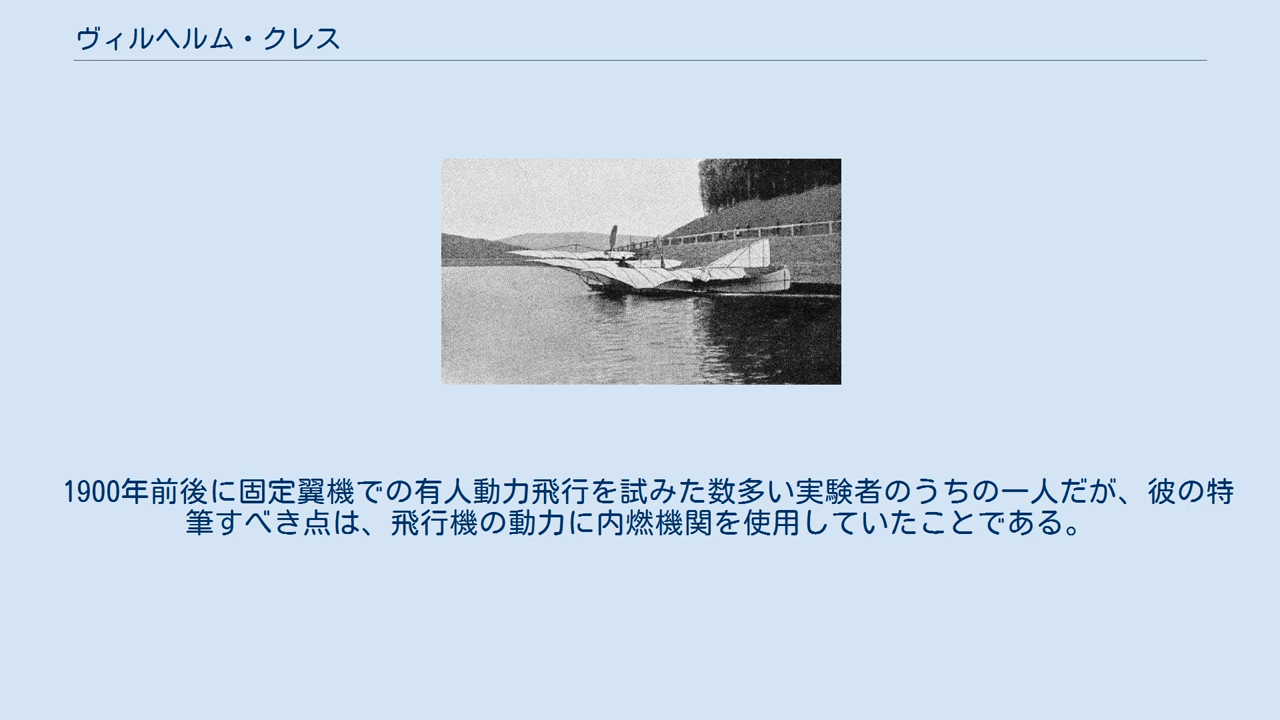 ヴィルヘルム・クレス
1900年前後に固定翼機での有人動力飛行を試みた数多い実験者のうちの一人だが、彼の特
筆すべき点は、飛行機の動力に内燃機関を使用していたことである。